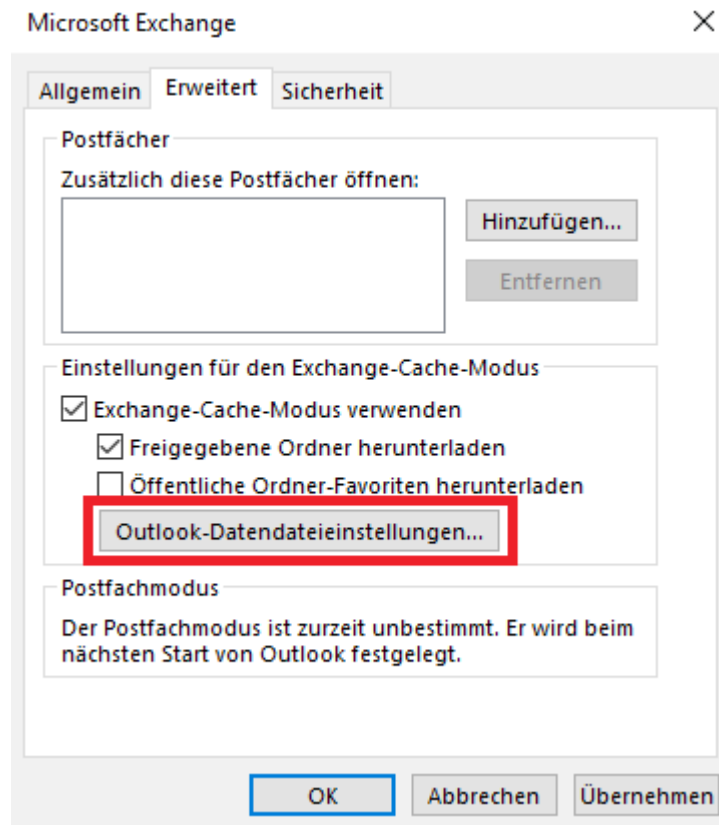 Microsoft Exchange
Allgemein Erweitert Sicherheit
Postfächer
Zusätzlich diese Postfächer öffnen:
Hinzufügen...
Entfernen
Einstellungen für den Exchange-Cache-Modus
Exchange-Cache-Modus verwenden
Freigegebene Ordner herunterladen
Öffentliche Ordner-Favoriten herunterladen
Outlook-Datendateieinstellungen...
Postfachmodus
Der Postfachmodus ist zurzeit unbestimmt. Er wird beim
nächsten Start von Outlook festgelegt.
OK Abbrechen Übernehmen